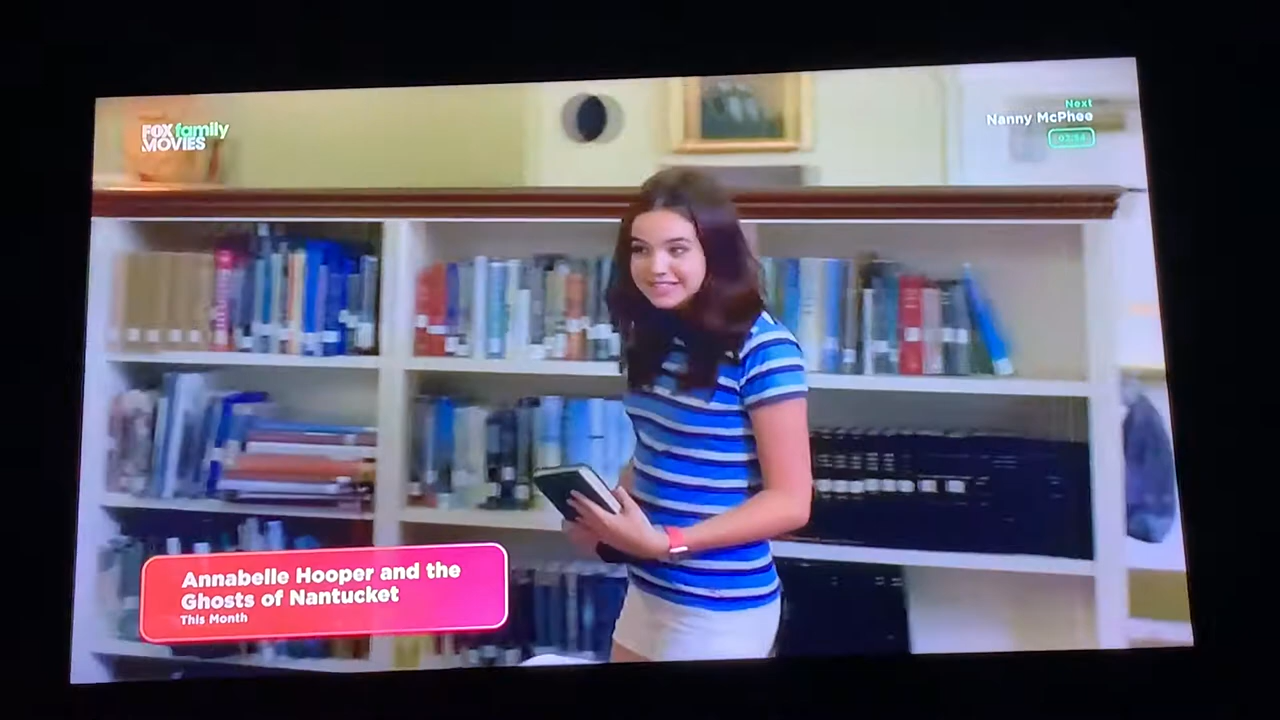 FOX family
MOVIES
Next
Nanny McPhee
Annabelle Hooper and the
Ghosts of Nantucket
This Month